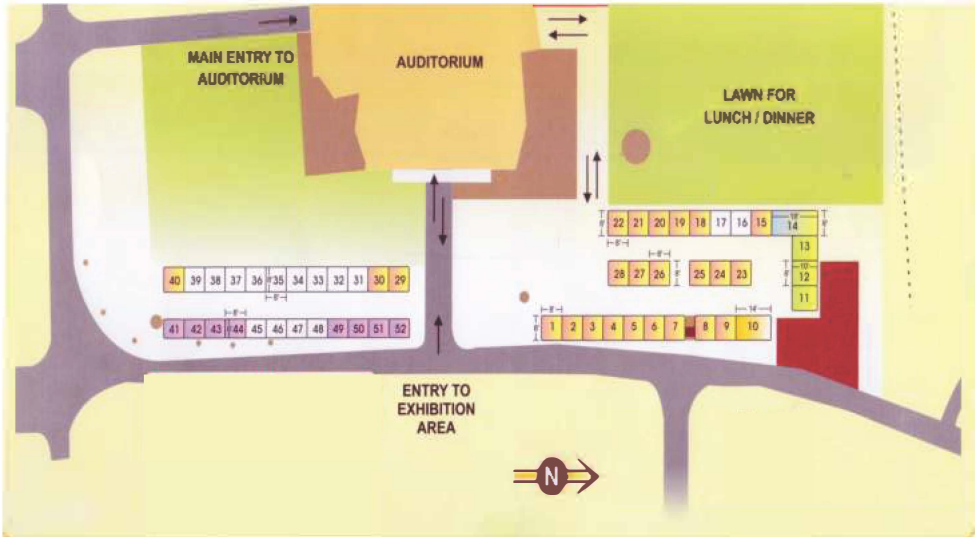 MAIN ENTRY TO
AUDITORIUM
AUDITORIUM
LAWN FOR
LUNCH / DINNER
22 21 20 19 18 17 16 15 14
13
28 27 26 25 24 23 12
11
40 39 38 37 36 35 34 33 32 31 30 29
41 42 43 44 45 46 47 48 49 50 51 52
1 2 3 4 5 6 7 8 9 10
14'
ENTRY TO
EXHIBITION
AREA
N